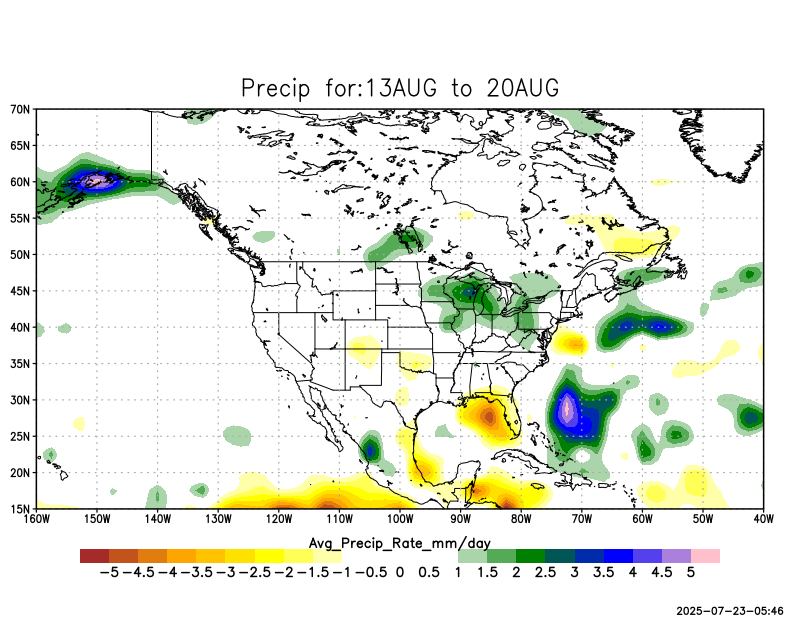 Precip for:13AUG to 20AUG
70N
65N
60N
55N
50N
45N
40N
35N
30N
25N
20N
15N
160W 150W 140W 130W 120W 110W 100W 90W 80W 70W 60W 50W 40W
Avg_Precip_Rate_mm/day
−5 −4.5 −4 −3.5 −3 −2.5 −2 −1.5 −1 −0.5 0 0.5 1 1.5 2 2.5 3 3.5 4 4.5 5
2025-07-23-05:46